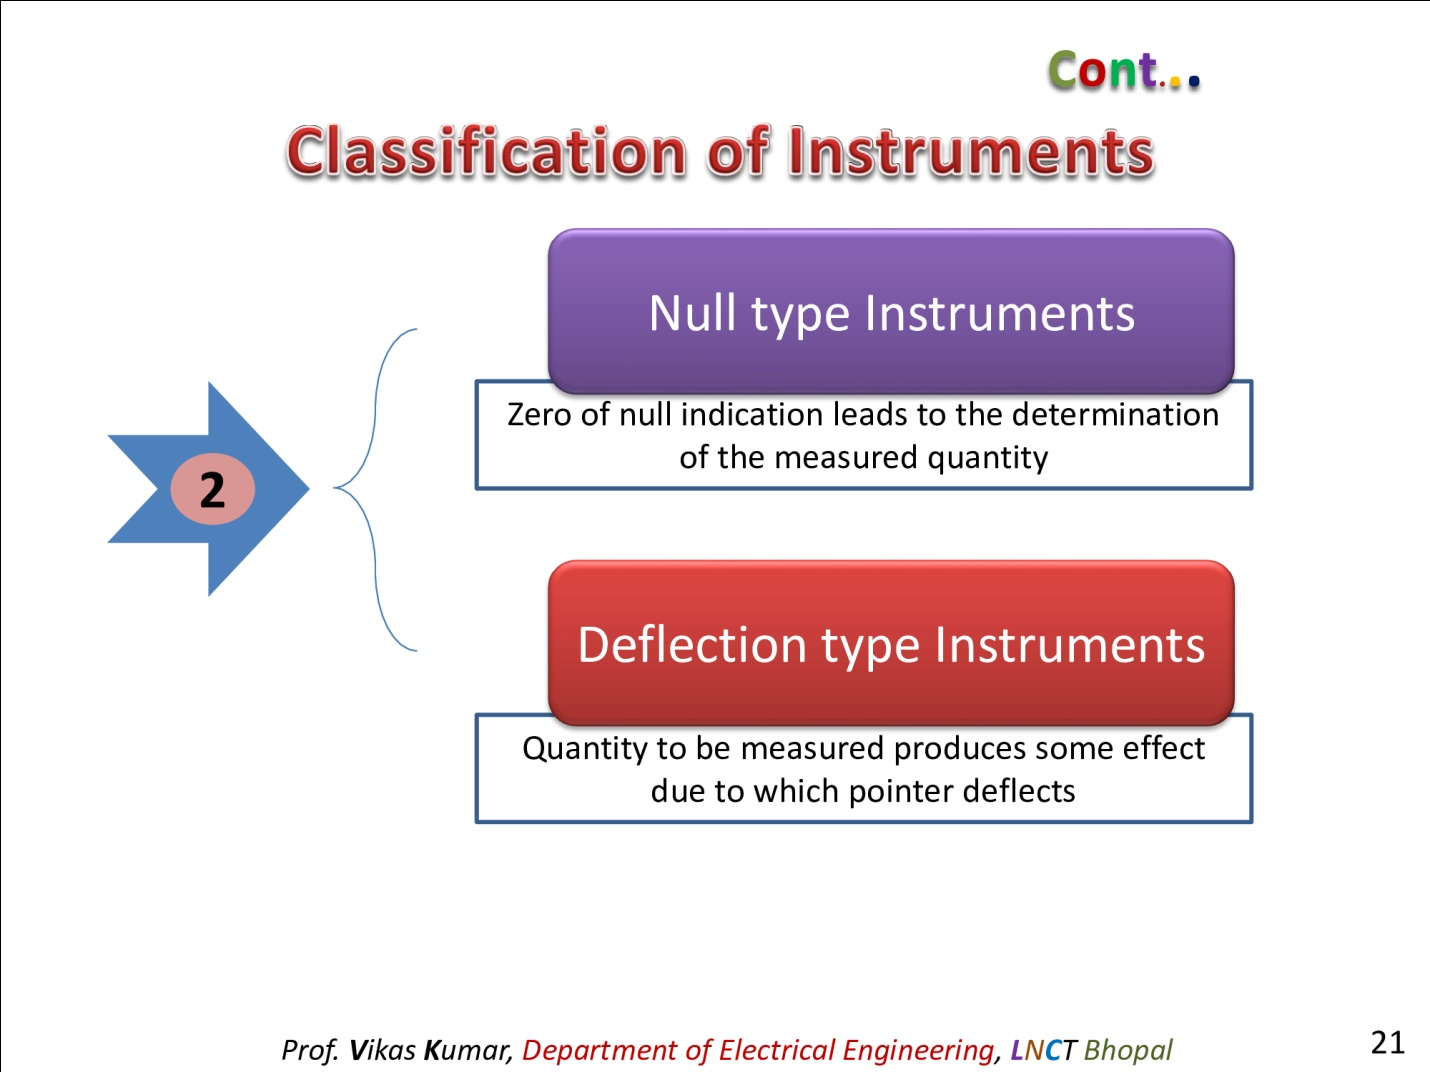 Cont...
Classification of Instruments
Null type Instruments
Zero of null indication leads to the determination
of the measured quantity
2
Deflection type Instruments
Quantity to be measured produces some effect
due to which pointer deflects
Prof. Vikas Kumar, Department of Electrical Engineering, LNCT Bhopal
21